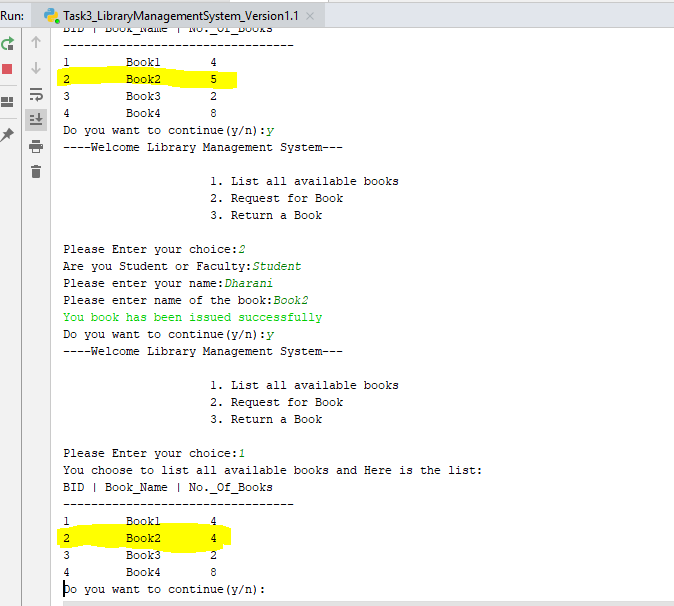 Run: Task3_LibraryManagementSystem_Version1.1
BID | Book_Name | No._Of_Books
---------------------------------
1 Book1 4
2 Book2 5
3 Book3 2
4 Book4 8
Do you want to continue(y/n):y
----Welcome Library Management System---
1. List all available books
2. Request for Book
3. Return a Book
Please Enter your choice:2
Are you Student or Faculty:Student
Please enter your name:Dharani
Please enter name of the book:Book2
You book has been issued successfully
Do you want to continue(y/n):y
----Welcome Library Management System---
1. List all available books
2. Request for Book
3. Return a Book
Please Enter your choice:1
You choose to list all available books and Here is the list:
BID | Book_Name | No._Of_Books
---------------------------------
1 Book1 4
2 Book2 4
3 Book3 2
4 Book4 8
Do you want to continue(y/n):